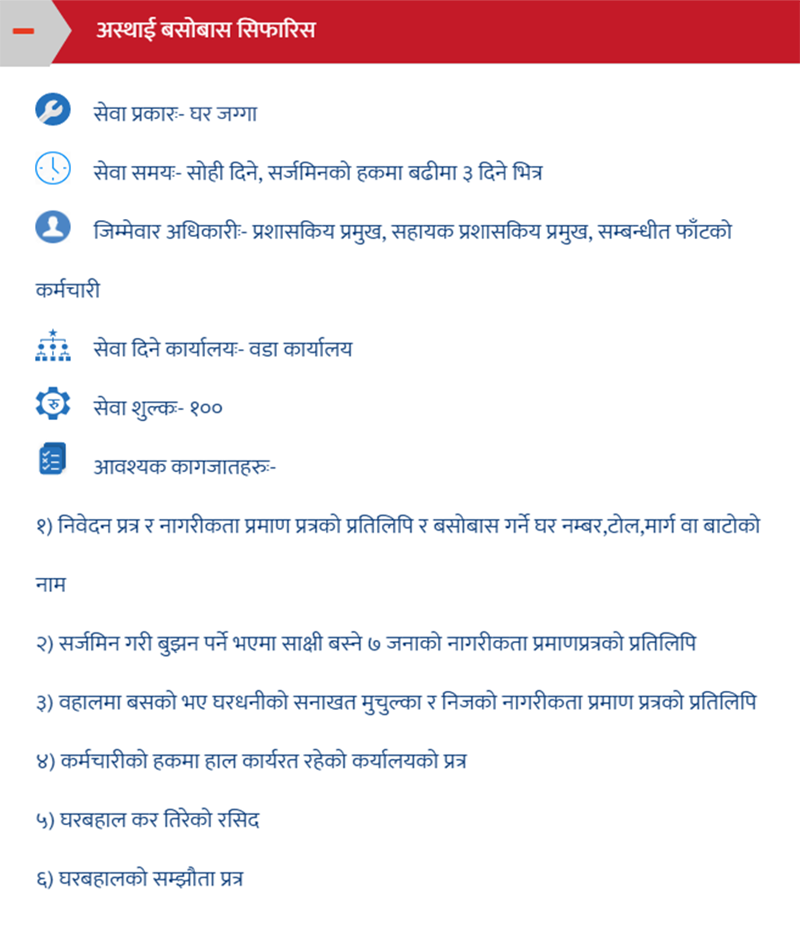 अस्थाई बसोबास सिफारिस
सेवा प्रकारः- घर जग्गा
सेवा समयः- सोही दिने, सर्जमिनको हकमा बढीमा ३ दिने भित्र
जिम्मेवार अधिकारीः- प्रशासकिय प्रमुख, सहायक प्रशासकिय प्रमुख, सम्बन्धीत फाँटको
कर्मचारी
सेवा दिने कार्यालयः- वडा कार्यालय
रु
सेवा शुल्कः- १००
आवश्यक कागजातहरुः-
१) निवेदन प्रत्र र नागरीकता प्रमाण प्रत्रको प्रतिलिपि र बसोबास गर्ने घर नम्बर,टोल,मार्ग वा बाटोको
नाम
२) सर्जमिन गरी बुझन पर्ने भएमा साक्षी बस्ने ७ जनाको नागरीकता प्रमाणप्रत्रको प्रतिलिपि
३) वहालमा बसको भए घरधनीको सनाखत मुचुल्का र निजको नागरीकता प्रमाण प्रत्रको प्रतिलिपि
४) कर्मचारीको हकमा हाल कार्यरत रहेको कर्यालयको प्रत्र
५) घरबहाल कर तिरेको रसिद
६) घरबहालको सम्झौता प्रत्र